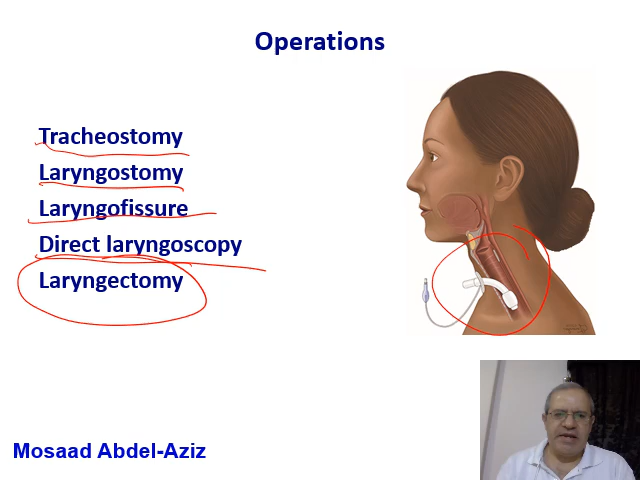 Operations
Tracheostomy
Laryngostomy
Laryngofissure
Direct laryngoscopy
Laryngectomy
Mosaad Abdel-Aziz